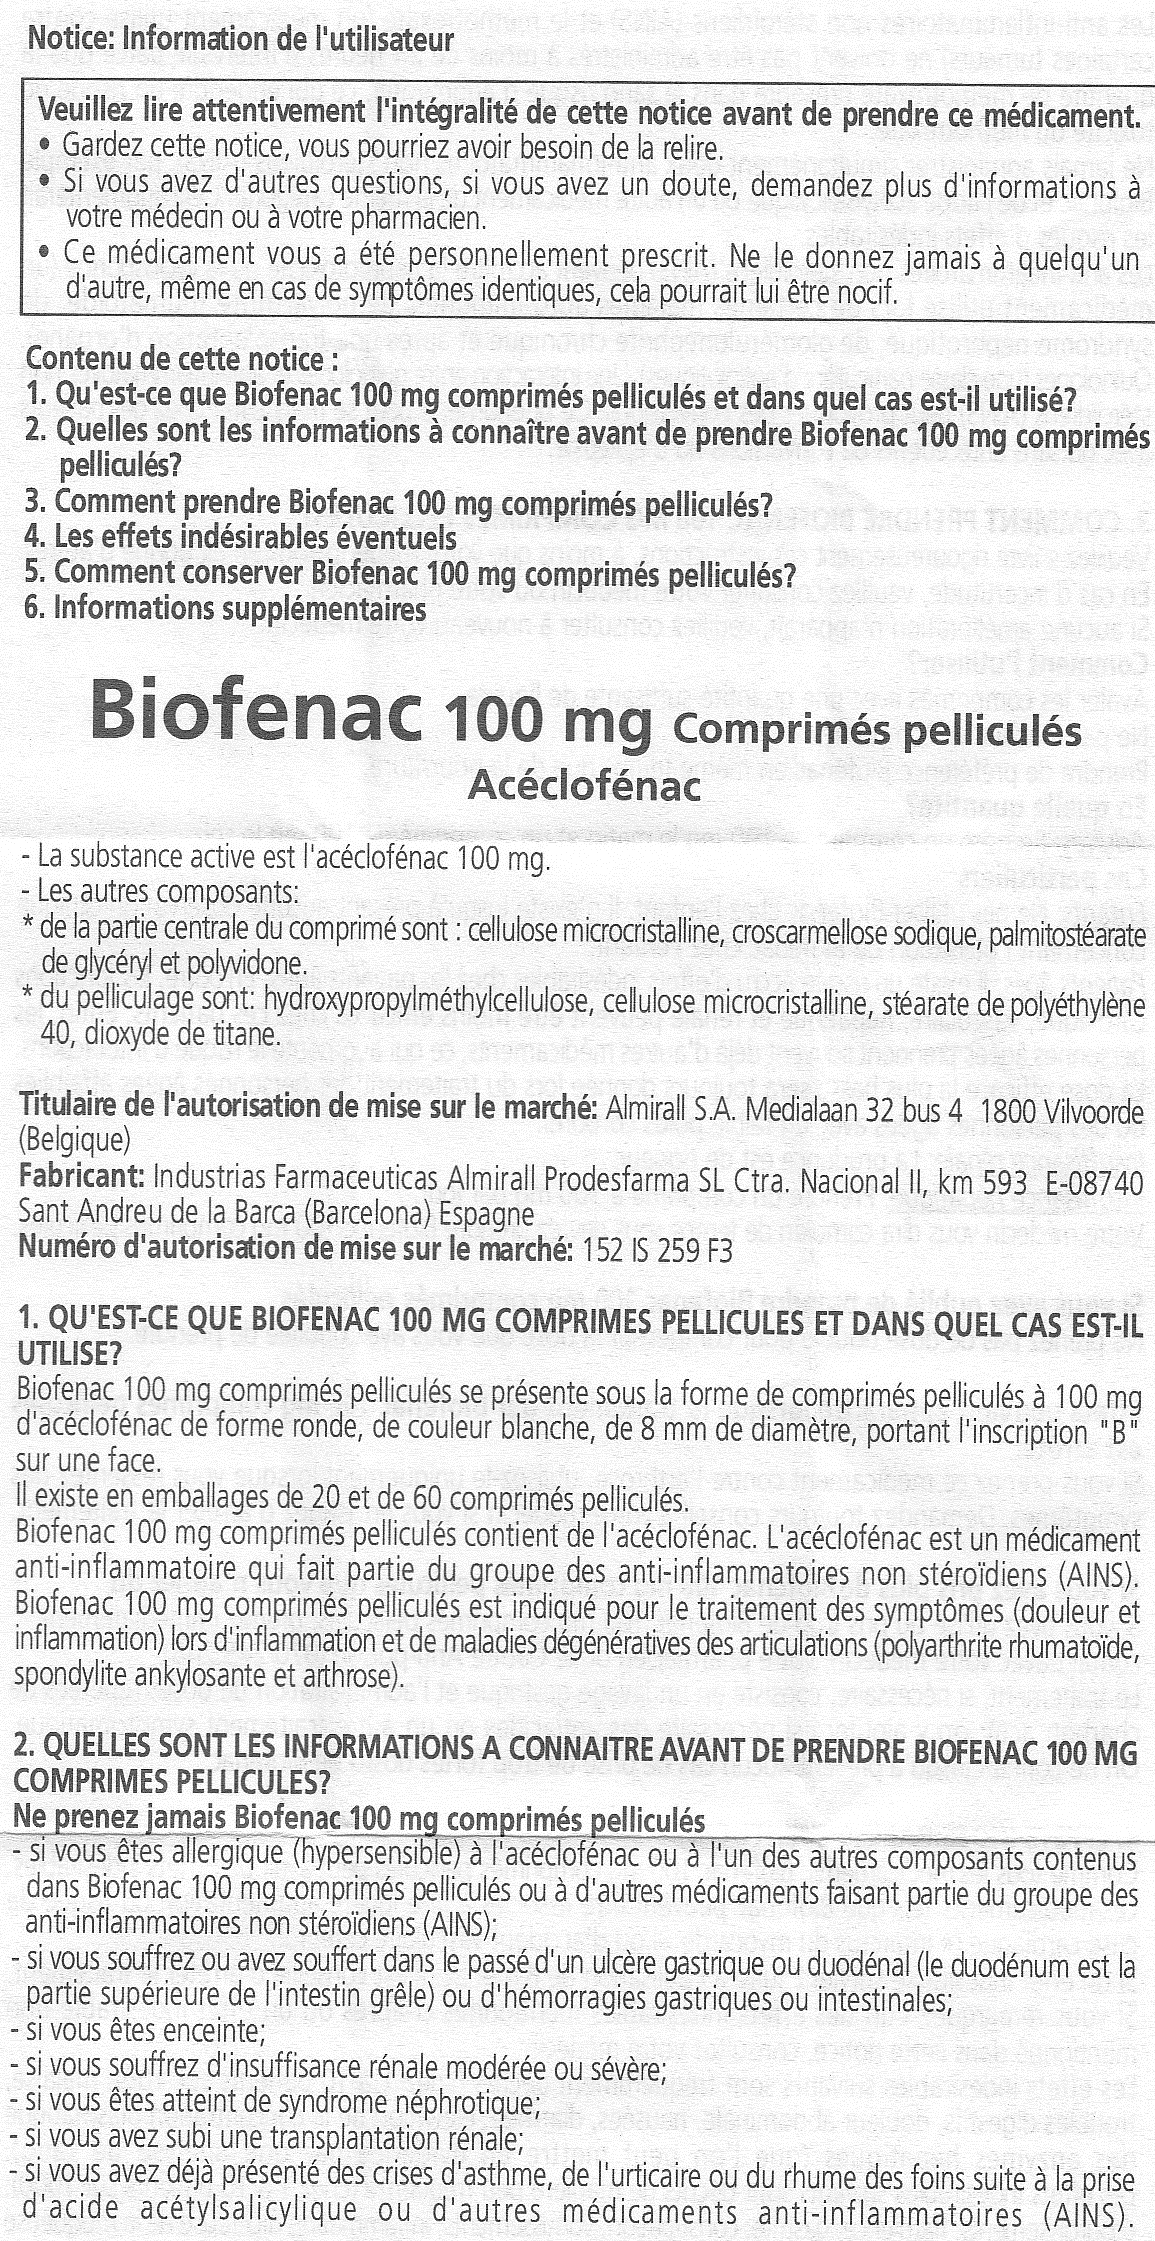 Notice: Information de l'utilisateur
Veuillez lire attentivement l'intégralité de cette notice avant de prendre ce médicament.
• Gardez cette notice, vous pourriez avoir besoin de la relire.
• Si vous avez d'autres questions, si vous avez un doute, demandez plus d'informations à
votre médecin ou à votre pharmacien.
• Ce médicament vous a été personnellement prescrit. Ne le donnez jamais à quelqu'un
d'autre, même en cas de symptômes identiques, cela pourrait lui être nocif.
Contenu de cette notice :
1. Qu'est-ce que Biofenac 100 mg comprimés pelliculés et dans quel cas est-il utilisé?
2. Quelles sont les informations à connaître avant de prendre Biofenac 100 mg comprimés
pelliculés?
3. Comment prendre Biofenac 100 mg comprimés pelliculés?
4. Les effets indésirables éventuels
5. Comment conserver Biofenac 100 mg comprimés pelliculés?
6. Informations supplémentaires
Biofenac 100 mg Comprimés pelliculés
Acéclofénac
- La substance active est l'acéclofénac 100 mg.
- Les autres composants:
* de la partie centrale du comprimé sont : cellulose microcristalline, croscarmellose sodique, palmitostéarate
de glycéryl et polyvidone.
* du pelliculage sont: hydroxypropylméthylcellulose, cellulose microcristalline, stéarate de polyéthylène
40, dioxyde de titane.
Titulaire de l'autorisation de mise sur le marché: Almirall S.A. Medialaan 32 bus 4 1800 Vilvoorde
(Belgique)
Fabricant: Industrias Farmaceuticas Almirall Prodesfarma SL Ctra. Nacional II, km 593 E-08740
Sant Andreu de la Barca (Barcelona) Espagne
Numéro d'autorisation de mise sur le marché: 152 IS 259 F3
1. QU'EST-CE QUE BIOFENAC 100 MG COMPRIMES PELLICULES ET DANS QUEL CAS EST-IL
UTILISE?
Biofenac 100 mg comprimés pelliculés se présente sous la forme de comprimés pelliculés à 100 mg
d'acéclofénac de forme ronde, de couleur blanche, de 8 mm de diamètre, portant l'inscription "B"
sur une face.
Il existe en emballages de 20 et de 60 comprimés pelliculés.
Biofenac 100 mg comprimés pelliculés contient de l'acéclofénac. L'acéclofénac est un médicament
anti-inflammatoire qui fait partie du groupe des anti-inflammatoires non stéroïdiens (AINS).
Biofenac 100 mg comprimés pelliculés est indiqué pour le traitement des symptômes (douleur et
inflammation) lors d'inflammation et de maladies dégénératives des articulations (polyarthrite rhumatoïde,
spondylite ankylosante et arthrose).
2. QUELLES SONT LES INFORMATIONS A CONNAITRE AVANT DE PRENDRE BIOFENAC 100 MG
COMPRIMES PELLICULES?
Ne prenez jamais Biofenac 100 mg comprimés pelliculés
- si vous êtes allergique (hypersensible) à l'acéclofénac ou à l'un des autres composants contenus
dans Biofenac 100 mg comprimés pelliculés ou à d'autres médicaments faisant partie du groupe des
anti-inflammatoires non stéroïdiens (AINS);
- si vous souffrez ou avez souffert dans le passé d'un ulcère gastrique ou duodénal (le duodénum est la
partie supérieure de l'intestin grêle) ou d'hémorragies gastriques ou intestinales;
- si vous êtes enceinte;
- si vous souffrez d'insuffisance rénale modérée ou sévère;
- si vous êtes atteint de syndrome néphrotique;
- si vous avez subi une transplantation rénale;
- si vous avez déjà présenté des crises d'asthme, de l'urticaire ou du rhume des foins suite à la prise
d'acide acétylsalicylique ou d'autres médicaments anti-inflammatoires (AINS).